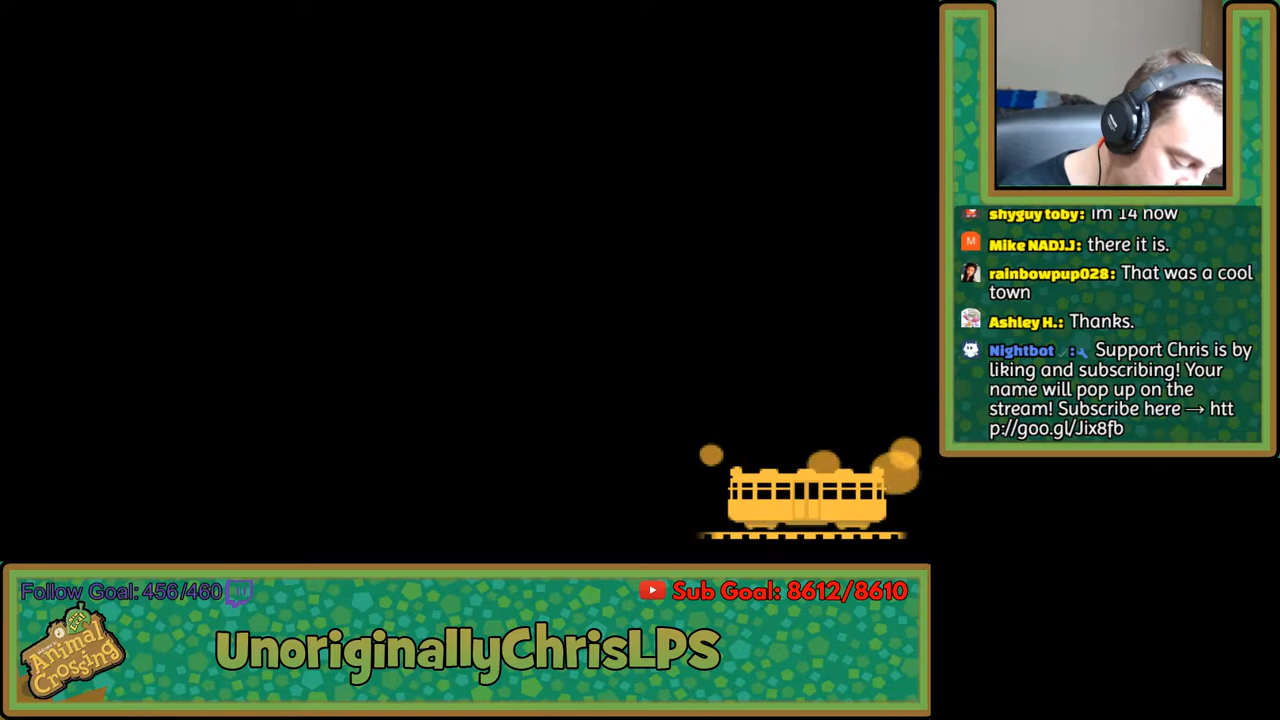 shyguy toby: Im 14 now
Mike NADJ.J: there it is.
rainbowpup028: That was a cool
town
Ashley H.: Thanks.
Nightbot ✓: Support Chris is by
liking and subscribing! Your
name will pop up on the
stream! Subscribe here → htt
p://goo.gl/Jix8fb
Follow Goal: 456/460
Sub Goal: 8612/8610
Animal
Crossing
UnoriginallyChrisLPS